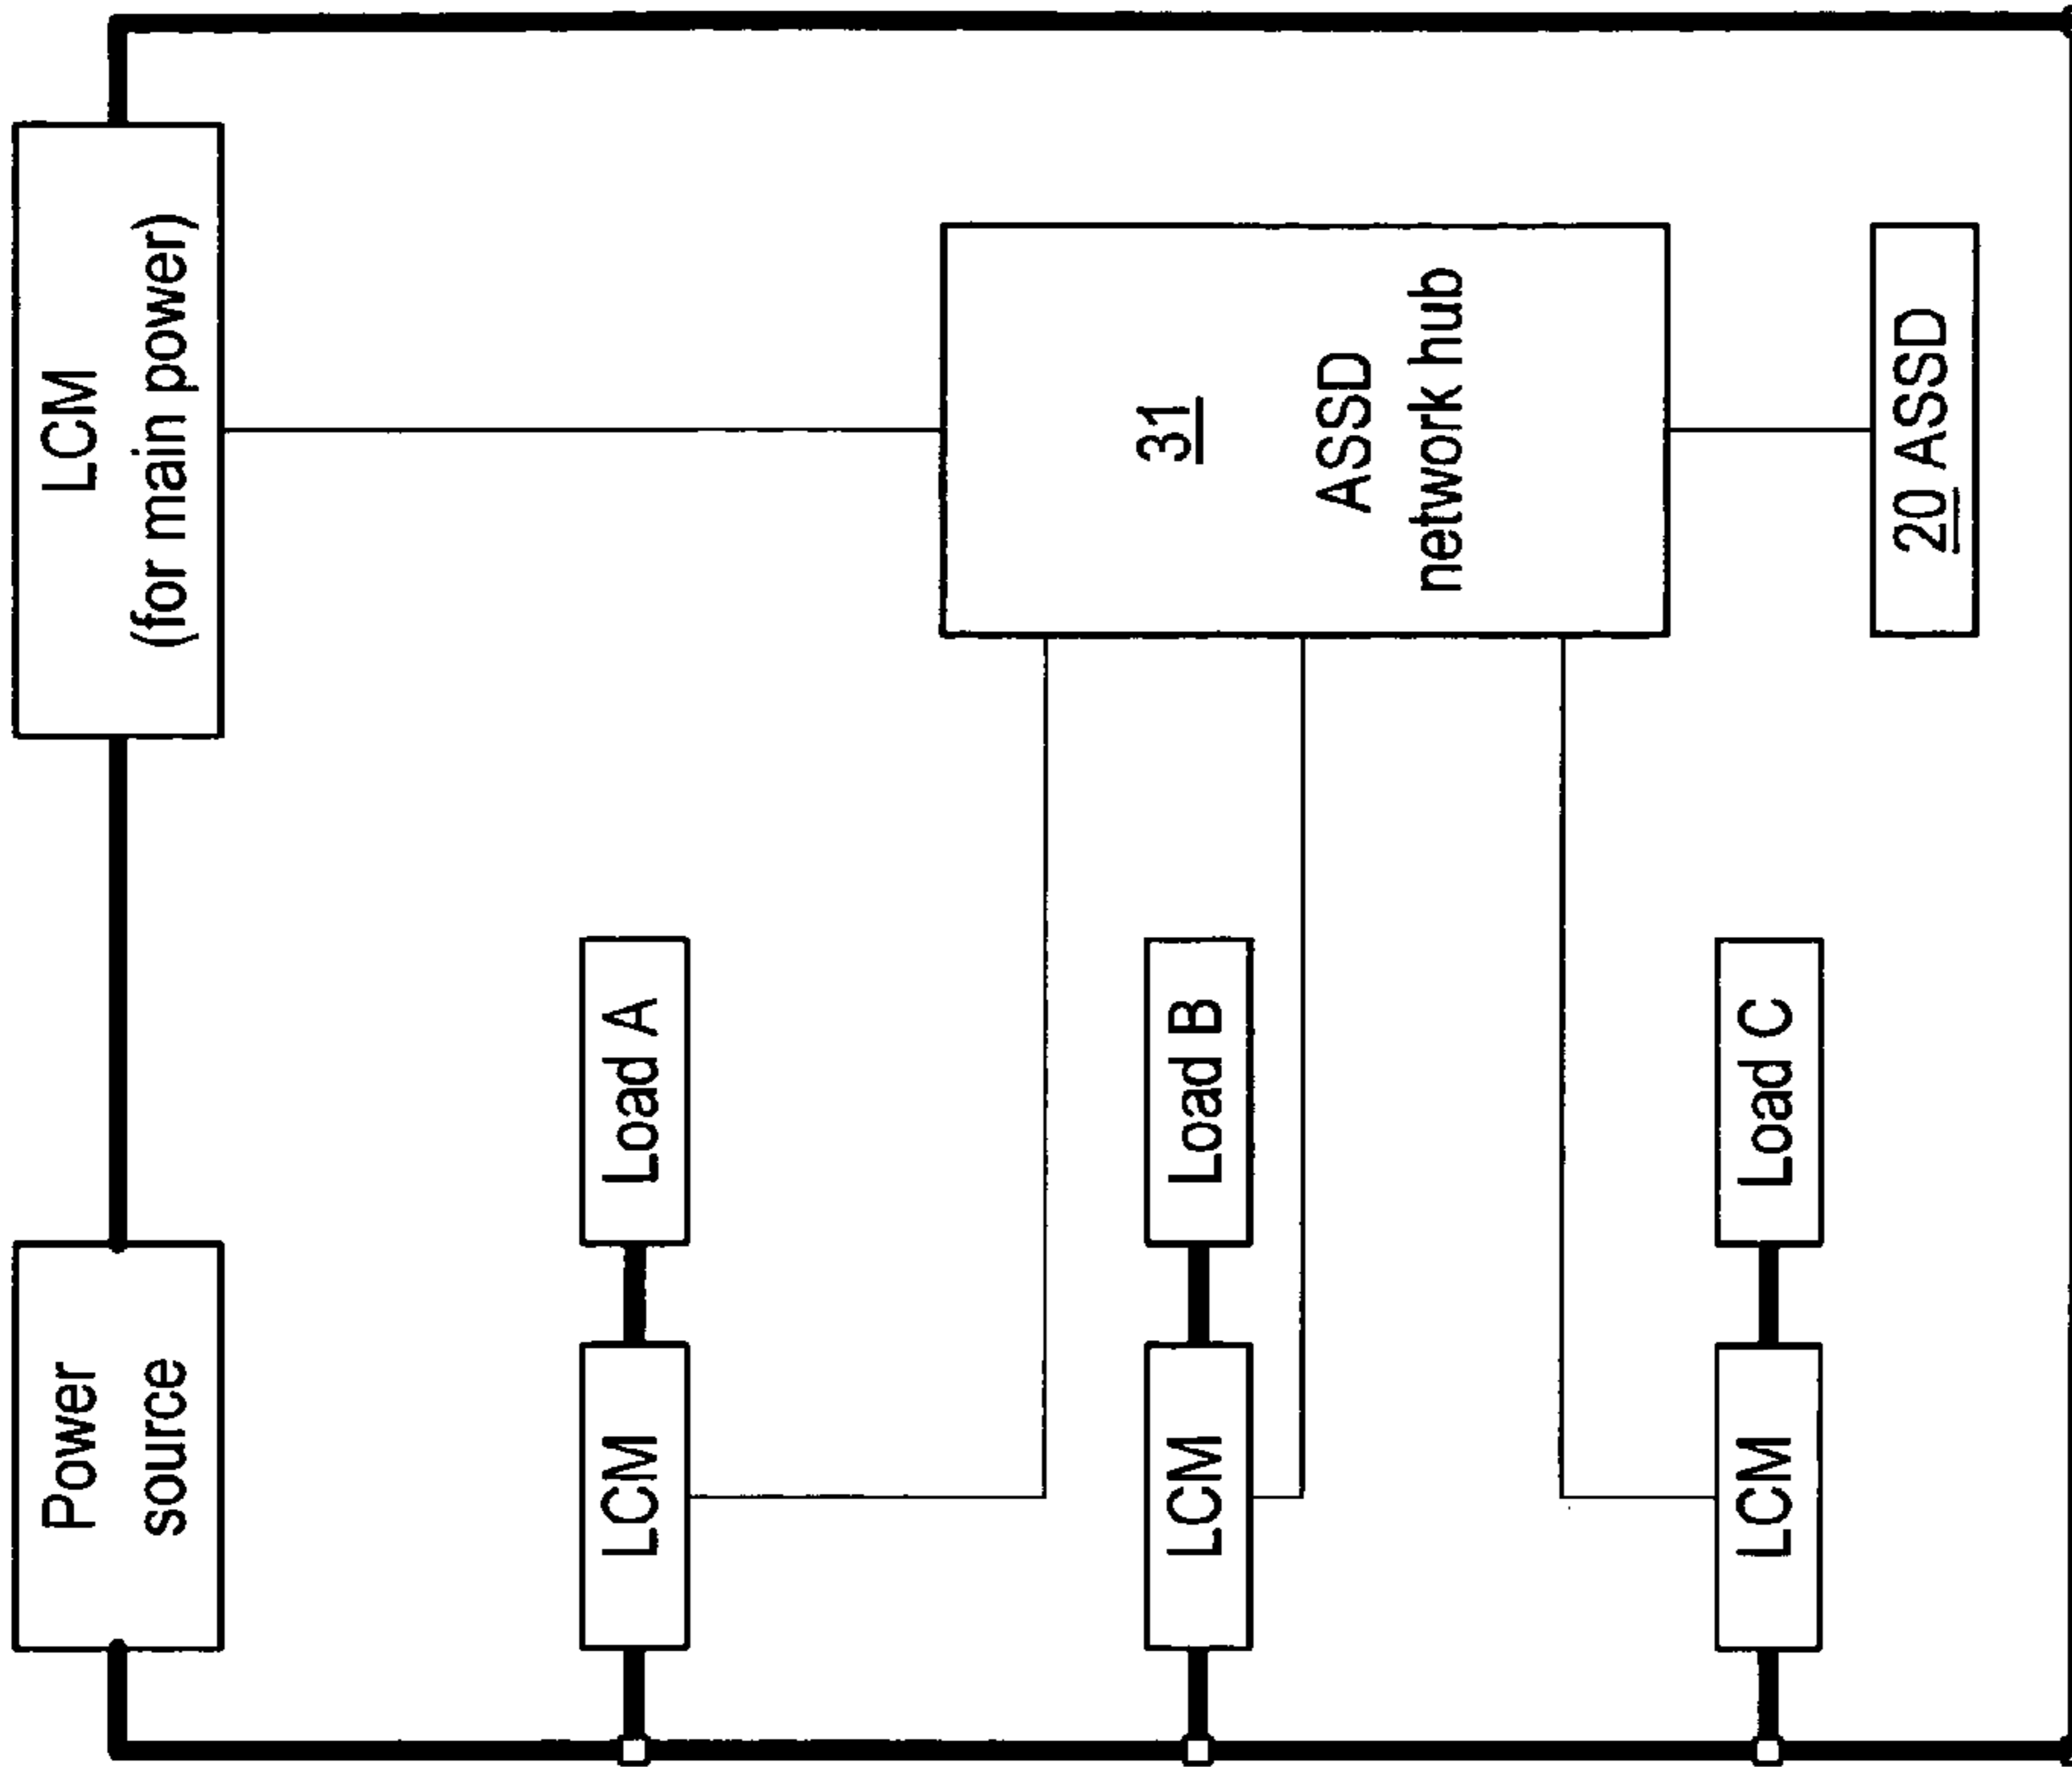 Power
source
LCM
(for main power)
LCM
Load A
LCM
Load B
LCM
Load C
31
ASSD
network hub
20 ASSD